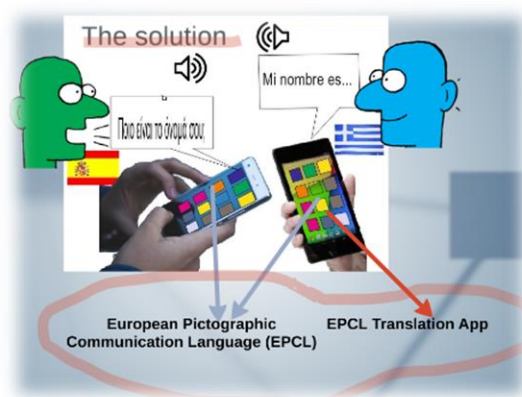 The solution
Mi nombre es...
Ποιο είναι το όνομά σου;
European Pictographic
Communication Language (EPCL)
EPCL Translation App